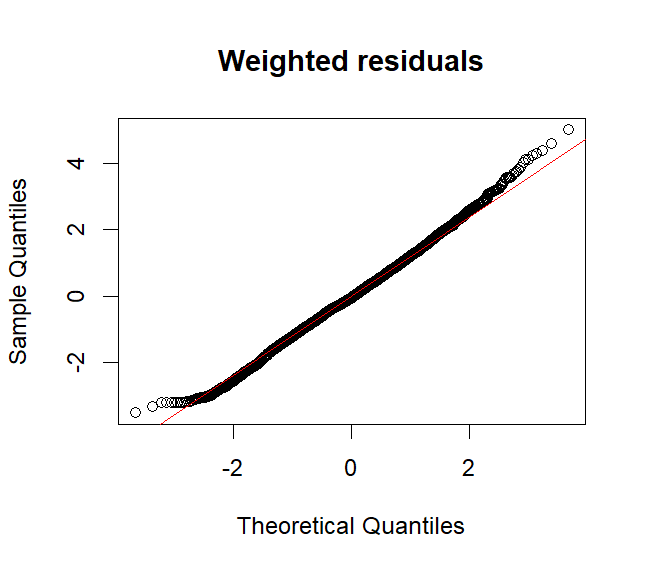 Weighted residuals
Sample Quantiles
4
2
0
-2
-2 0 2
Theoretical Quantiles